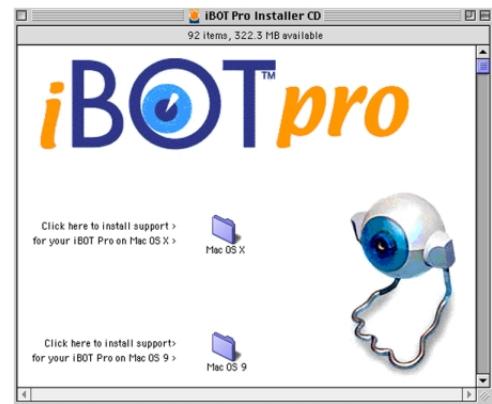 iBOT Pro Installer CD
92 items, 322.3 MB available
iBOT™pro
Click here to install support >
for your iBOT Pro on Mac OS X >
Mac OS X
Click here to install support>
for your iBOT Pro on Mac OS 9 >
Mac OS 9